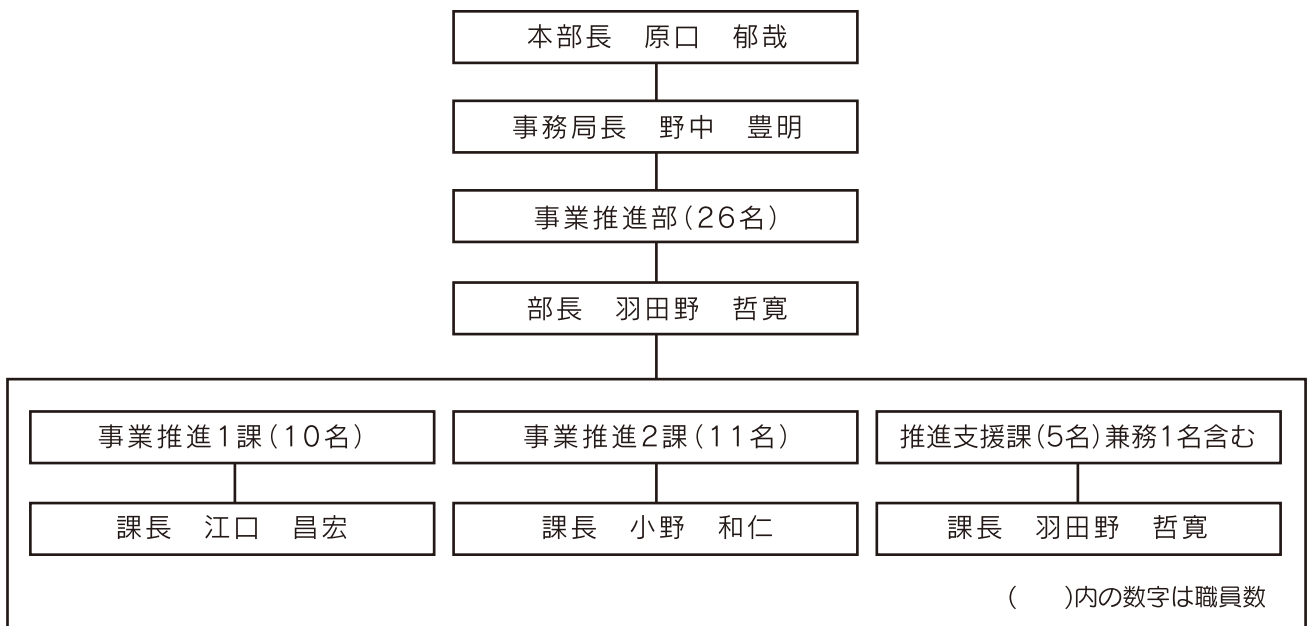 本部長　原口　郁哉
事務局長　野中　豊明
事業推進部(26名)
部長　羽田野　哲寛
事業推進1課(10名)
事業推進2課(11名)
推進支援課(5名)兼務1名含む
課長　江口　昌宏
課長　小野　和仁
課長　羽田野　哲寛
(　　)内の数字は職員数